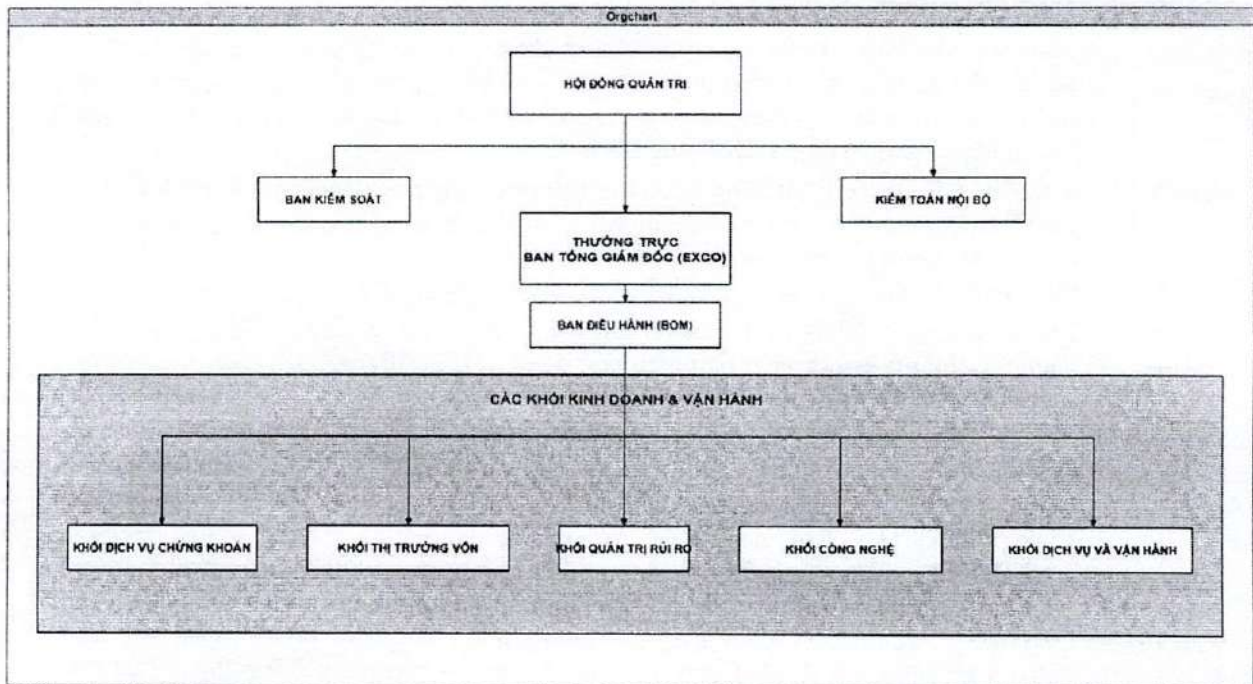 Orgchart
HỘI ĐỒNG QUẢN TRỊ
BAN KIỂM SOÁT
KIỂM TOÁN NỘI BỘ
THƯỜNG TRỰC
BAN TỔNG GIÁM ĐỐC (EXCO)
BAN ĐIỀU HÀNH (BOM)
CÁC KHỐI KINH DOANH & VẬN HÀNH
KHỐI DỊCH VỤ CHỨNG KHOÁN
KHỐI THỊ TRƯỜNG VỐN
KHỐI QUẢN TRỊ RỦI RO
KHỐI CÔNG NGHỆ
KHỐI DỊCH VỤ VÀ VẬN HÀNH